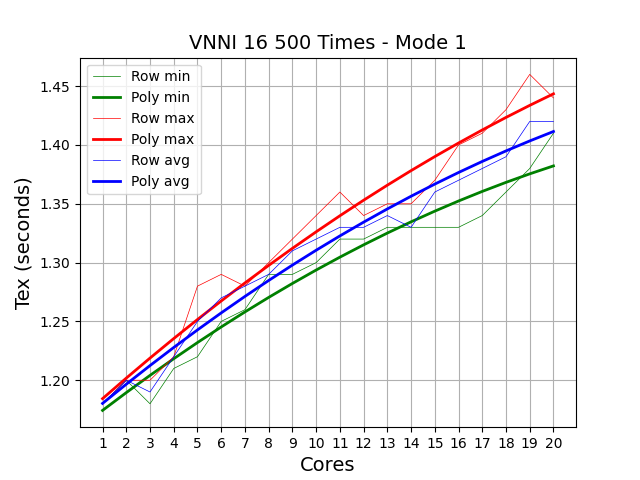 VNNI 16 500 Times - Mode 1
Row min
Poly min
Row max
Poly max
Row avg
Poly avg
Tex (seconds)
1.45
1.40
1.35
1.30
1.25
1.20
1 2 3 4 5 6 7 8 9 10 11 12 13 14 15 16 17 18 19 20
Cores